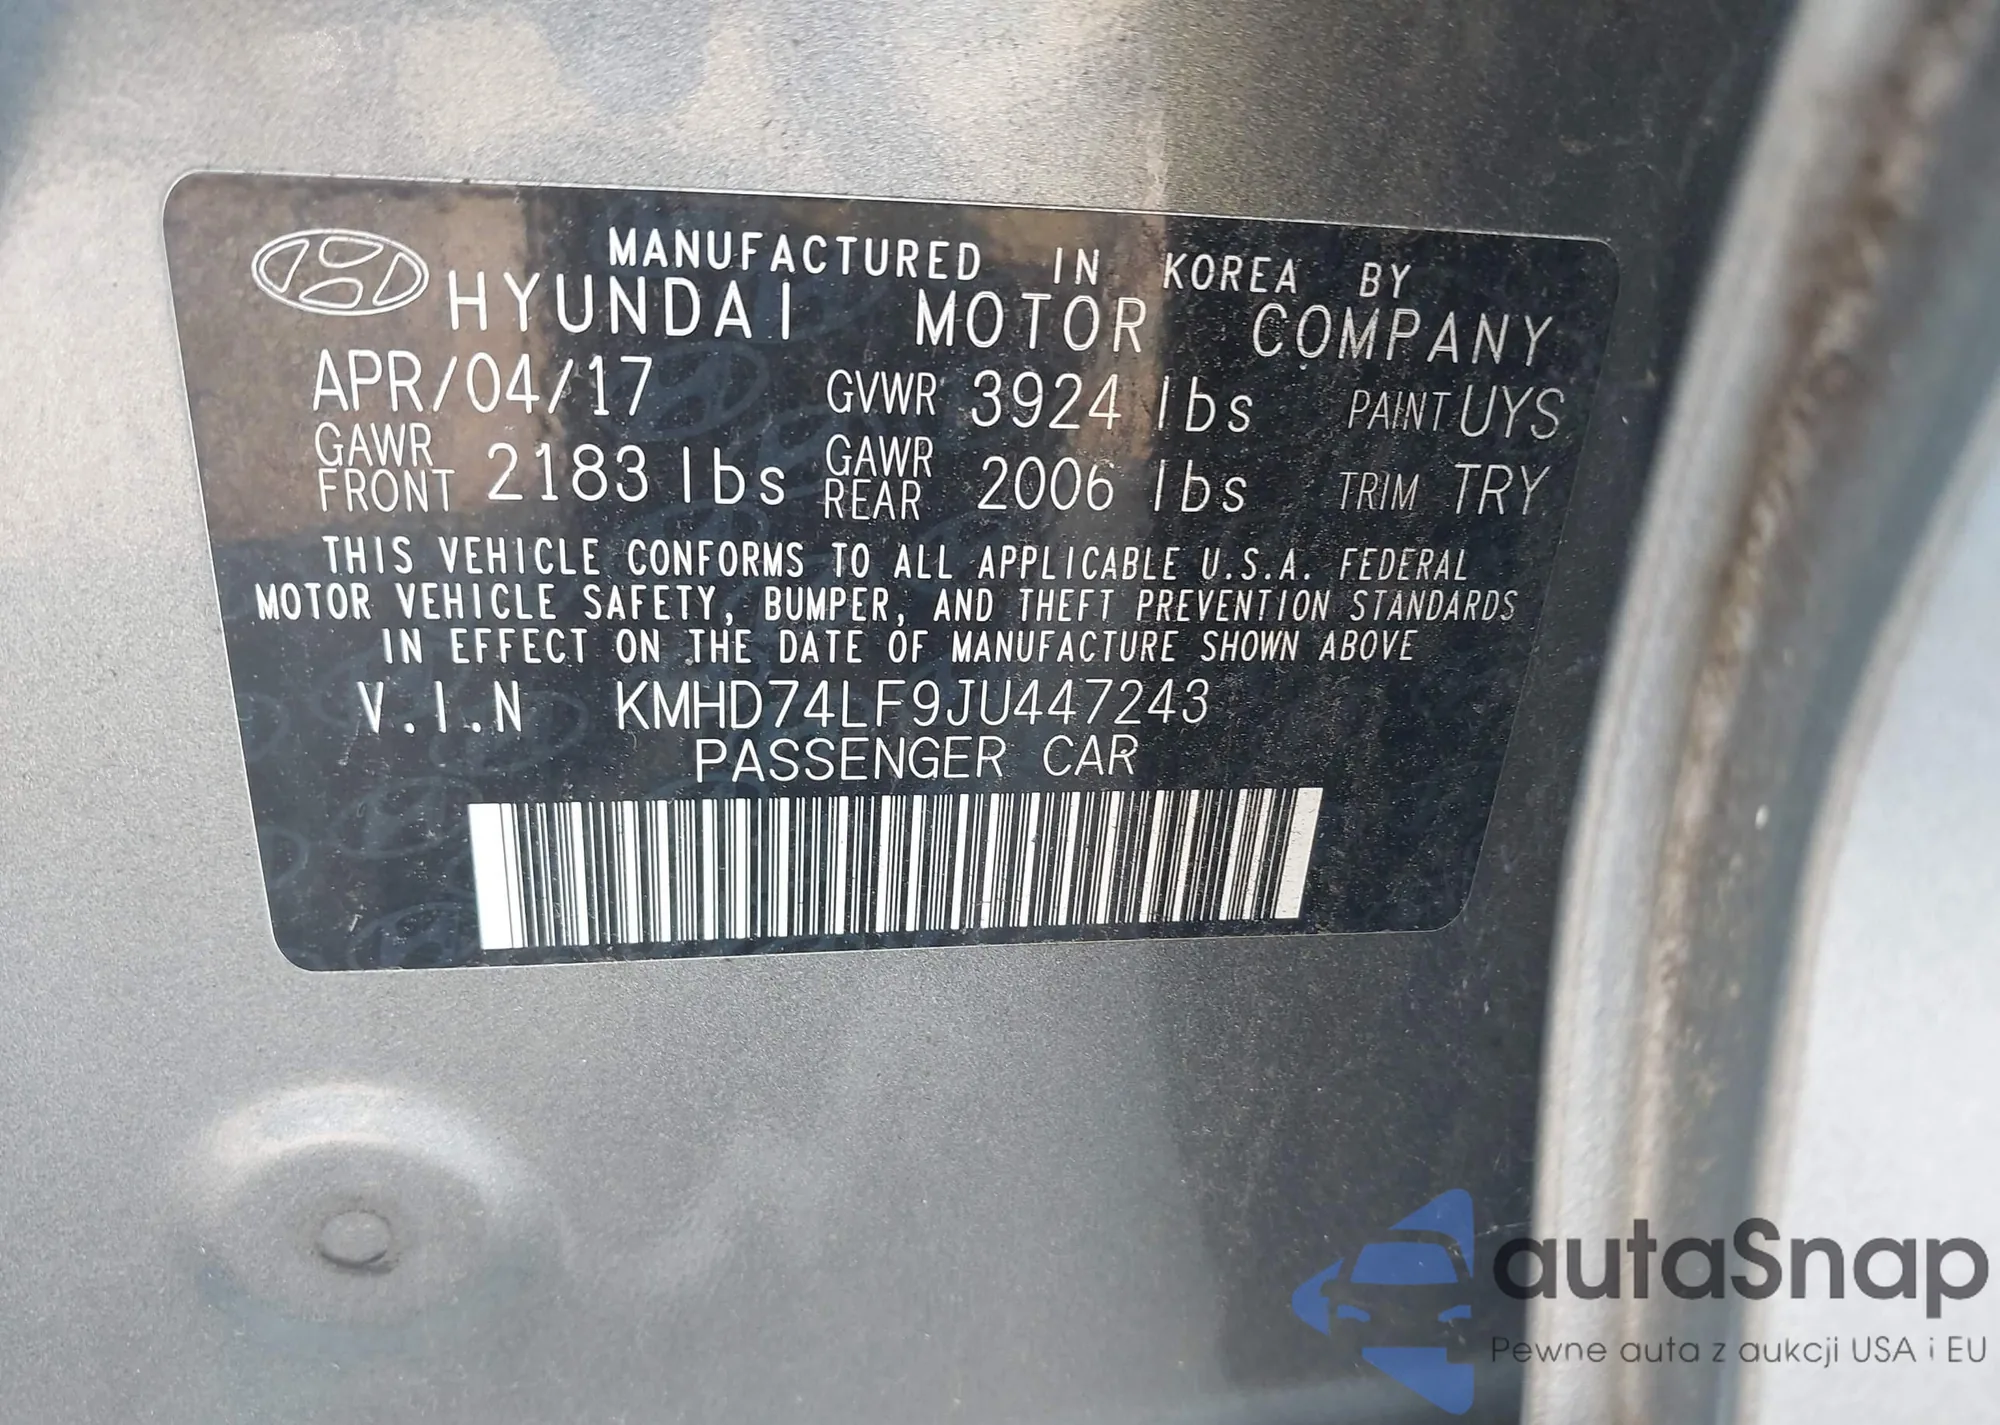 MANUFACTURED IN KOREA BY
HYUNDAI MOTOR COMPANY
APR/04/17 GVWR 3924 lbs PAINT UYS
GAWR FRONT 2183 lbs GAWR REAR 2006 lbs TRIM TRY
THIS VEHICLE CONFORMS TO ALL APPLICABLE U.S.A. FEDERAL
MOTOR VEHICLE SAFETY, BUMPER, AND THEFT PREVENTION STANDARDS
IN EFFECT ON THE DATE OF MANUFACTURE SHOWN ABOVE
V.I.N KMHD74LF9JU447243
PASSENGER CAR
autaSnap
Pewne auta z aukcji USA i EU